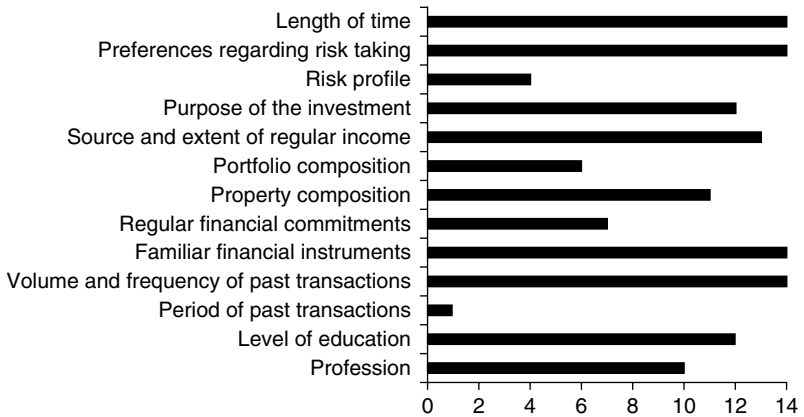 Length of time
Preferences regarding risk taking
Risk profile
Purpose of the investment
Source and extent of regular income
Portfolio composition
Property composition
Regular financial commitments
Familiar financial instruments
Volume and frequency of past transactions
Period of past transactions
Level of education
Profession
0 2 4 6 8 10 12 14